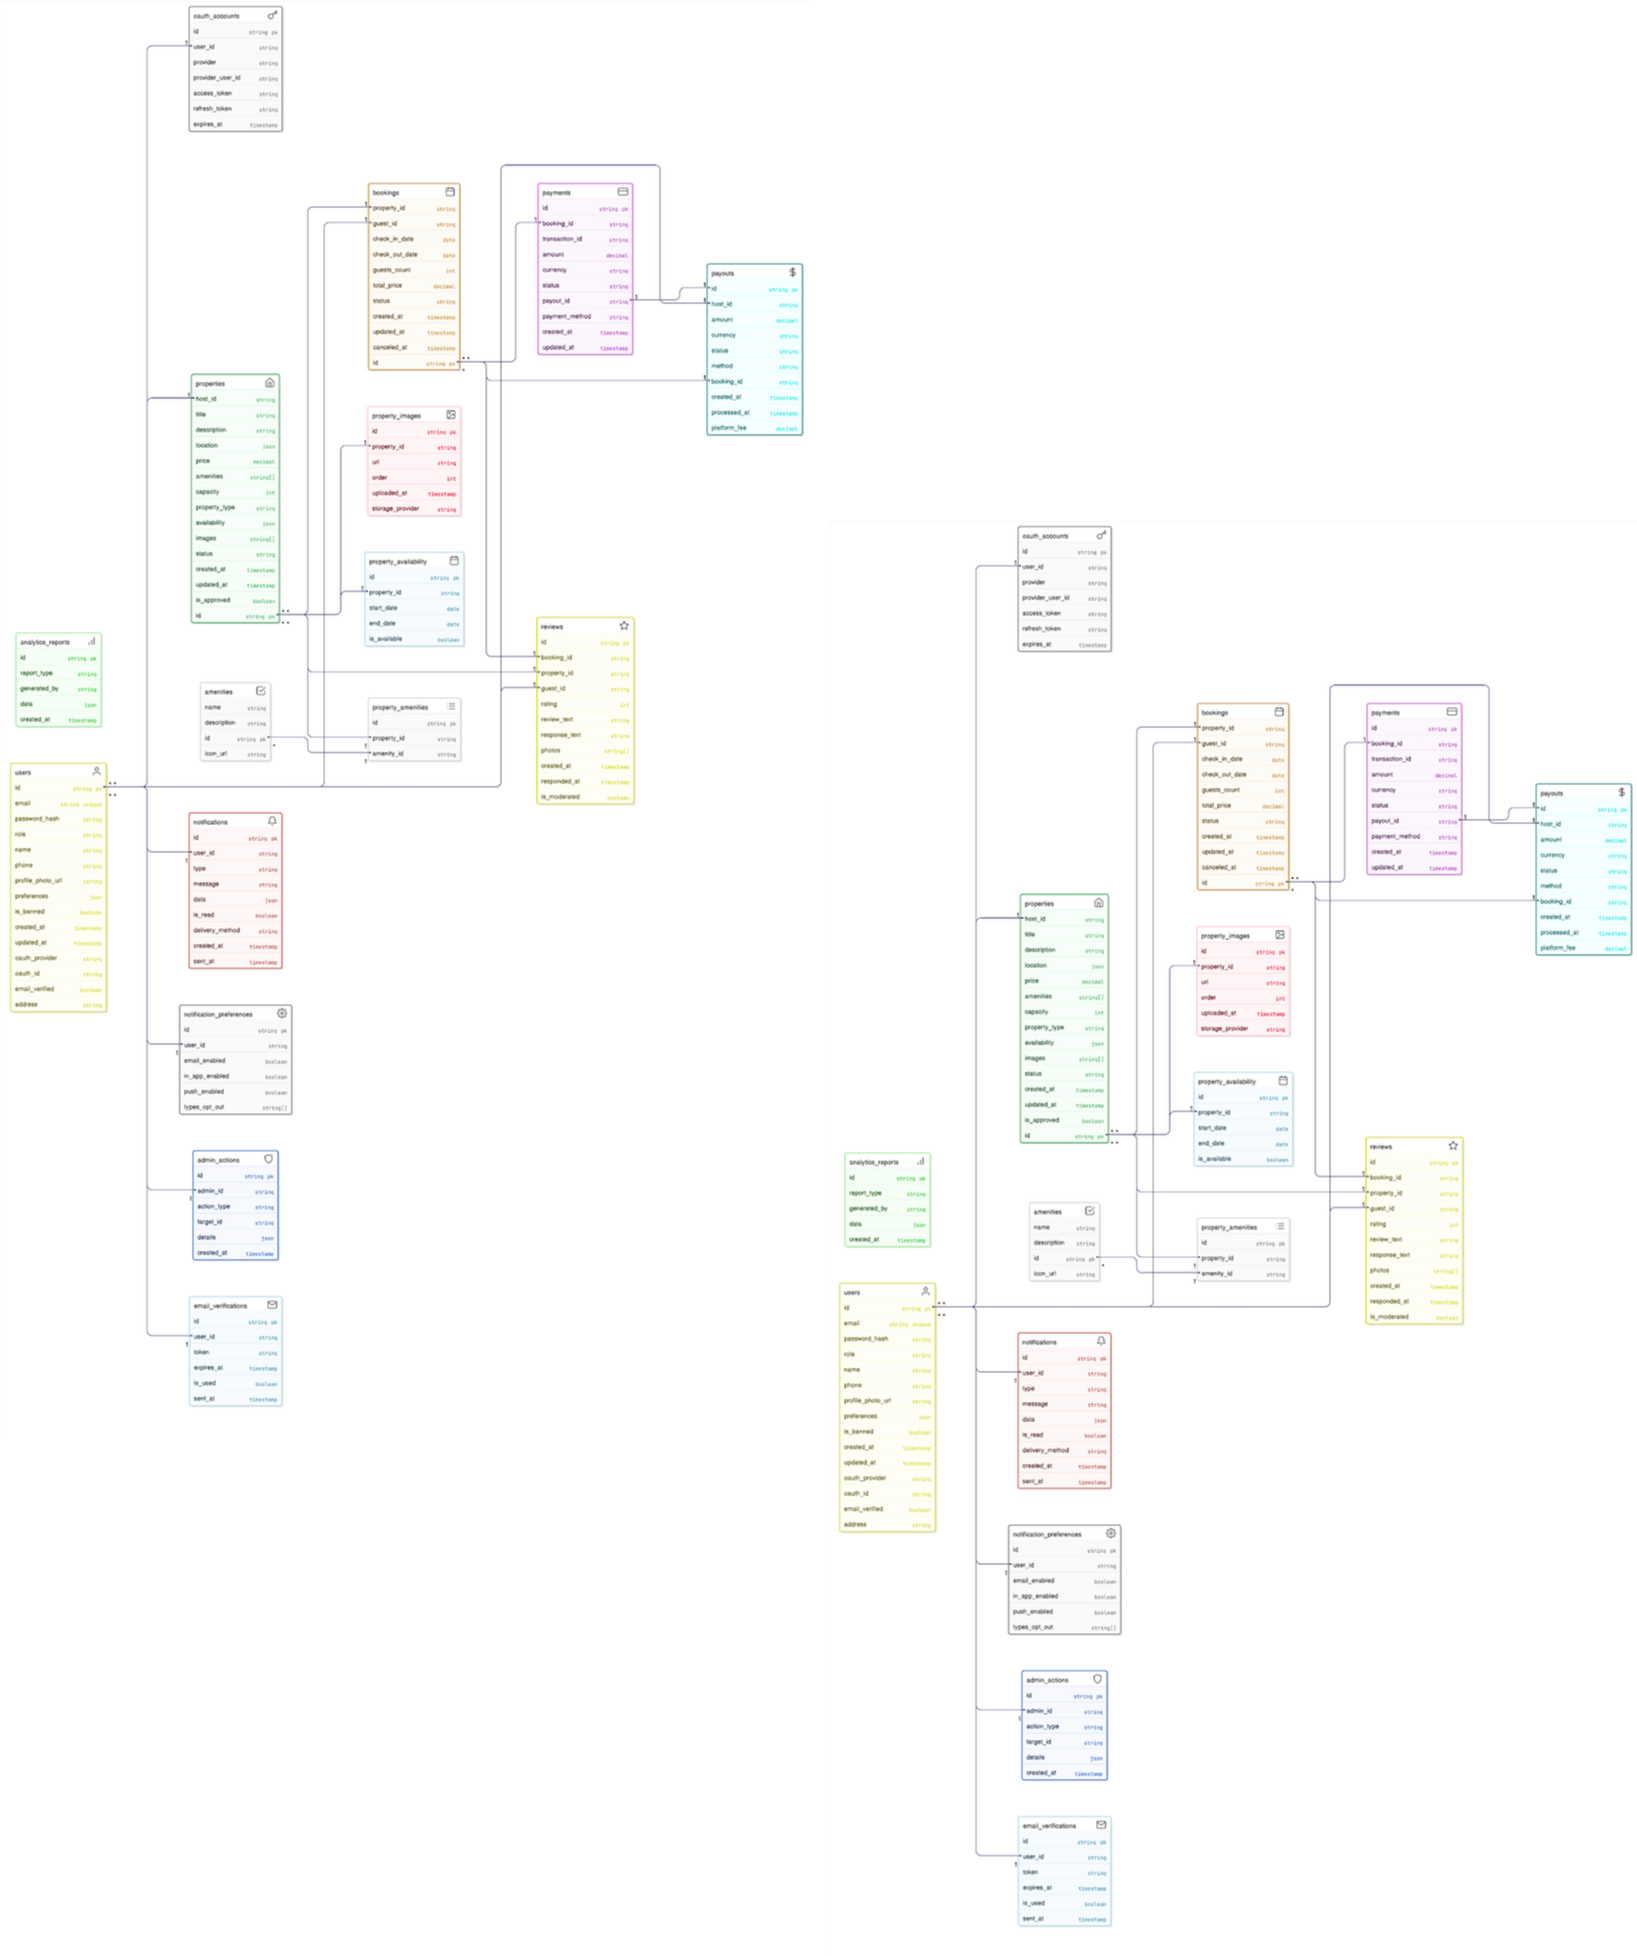 oauth_accounts
id string pk
user_id string
provider string
provider_user_id string
access_token string
refresh_token string
expires_at timestamp
bookings
property_id string
guest_id string
check_in_date date
check_out_date date
guests_count int
total_price decimal
status string
created_at timestamp
updated_at timestamp
canceled_at timestamp
id string pk
payments
id string pk
booking_id string
transaction_id string
amount decimal
currency string
status string
payout_id string
payment_method string
created_at timestamp
updated_at timestamp
payouts
id string pk
host_id string
amount decimal
currency string
status string
method string
booking_id string
created_at timestamp
processed_at timestamp
platform_fee decimal
properties
host_id string
title string
description string
location json
price decimal
amenities string[]
capacity int
property_type string
availability json
images string[]
status string
created_at timestamp
updated_at timestamp
is_approved boolean
id string pk
property_images
id string pk
property_id string
url string
order int
uploaded_at timestamp
storage_provider string
property_availability
id string pk
property_id string
start_date date
end_date date
is_available boolean
reviews
id string pk
booking_id string
property_id string
guest_id string
rating int
review_text string
response_text string
photos string[]
created_at timestamp
responded_at timestamp
is_moderated boolean
analytics_reports
id string pk
report_type string
generated_by string
data json
created_at timestamp
amenities
name string
description string
id string pk
icon_url string
property_amenities
id string pk
property_id string
amenity_id string
users
id string pk
email string unique
password_hash string
role string
name string
phone string
profile_photo_url string
preferences json
is_banned boolean
created_at timestamp
updated_at timestamp
oauth_provider string
oauth_id string
email_verified boolean
address string
notifications
id string pk
user_id string
type string
message string
data json
is_read boolean
delivery_method string
created_at timestamp
sent_at timestamp
notification_preferences
id string pk
user_id string
email_enabled boolean
in_app_enabled boolean
push_enabled boolean
types_opt_out string[]
admin_actions
id string pk
admin_id string
action_type string
target_id string
details json
created_at timestamp
email_verifications
id string pk
user_id string
token string
expires_at timestamp
is_used boolean
sent_at timestamp
oauth_accounts
id string pk
user_id string
provider string
provider_user_id string
access_token string
refresh_token string
expires_at timestamp
bookings
property_id string
guest_id string
check_in_date date
check_out_date date
guests_count int
total_price decimal
status string
created_at timestamp
updated_at timestamp
canceled_at timestamp
id string pk
payments
id string pk
booking_id string
transaction_id string
amount decimal
currency string
status string
payout_id string
payment_method string
created_at timestamp
updated_at timestamp
payouts
id string pk
host_id string
amount decimal
currency string
status string
method string
booking_id string
created_at timestamp
processed_at timestamp
platform_fee decimal
properties
host_id string
title string
description string
location json
price decimal
amenities string[]
capacity int
property_type string
availability json
images string[]
status string
created_at timestamp
updated_at timestamp
is_approved boolean
id string pk
property_images
id string pk
property_id string
url string
order int
uploaded_at timestamp
storage_provider string
property_availability
id string pk
property_id string
start_date date
end_date date
is_available boolean
reviews
id string pk
booking_id string
property_id string
guest_id string
rating int
review_text string
response_text string
photos string[]
created_at timestamp
responded_at timestamp
is_moderated boolean
analytics_reports
id string pk
report_type string
generated_by string
data json
created_at timestamp
amenities
name string
description string
id string pk
icon_url string
property_amenities
id string pk
property_id string
amenity_id string
users
id string pk
email string unique
password_hash string
role string
name string
phone string
profile_photo_url string
preferences json
is_banned boolean
created_at timestamp
updated_at timestamp
oauth_provider string
oauth_id string
email_verified boolean
address string
notifications
id string pk
user_id string
type string
message string
data json
is_read boolean
delivery_method string
created_at timestamp
sent_at timestamp
notification_preferences
id string pk
user_id string
email_enabled boolean
in_app_enabled boolean
push_enabled boolean
types_opt_out string[]
admin_actions
id string pk
admin_id string
action_type string
target_id string
details json
created_at timestamp
email_verifications
id string pk
user_id string
token string
expires_at timestamp
is_used boolean
sent_at timestamp